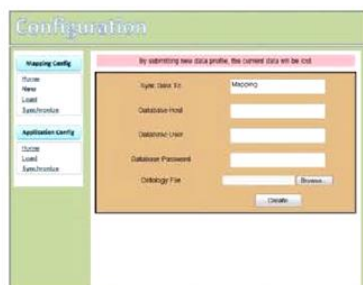 Configuration
Mapping Config
Home
New
Load
Synchronize
Application Config
Home
Load
Synchronize
By submitting new data profile, the current data will be lost
Sync Data To
Mapping
Database Host
Database User
Database Password
Ontology File
Browse...
Create